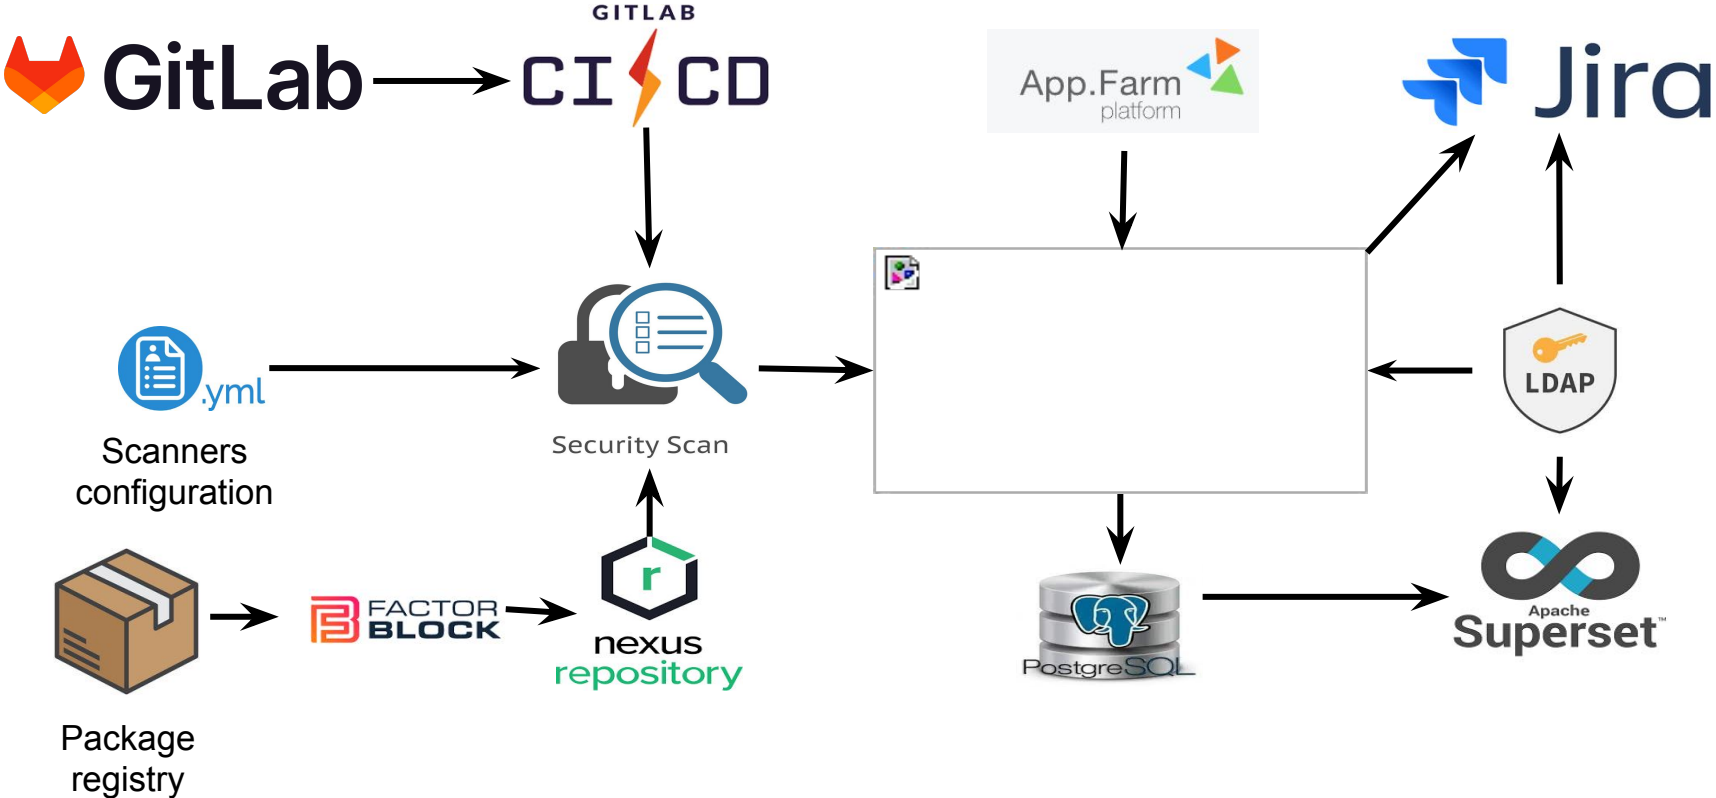 GITLAB
GitLab
CI CD
App.Farm
platform
Jira
.yml
Scanners
configuration
Security Scan
LDAP
FACTOR
BLOCK
r
nexus
repository
PostgreSQL
Apache
Superset™
Package
registry